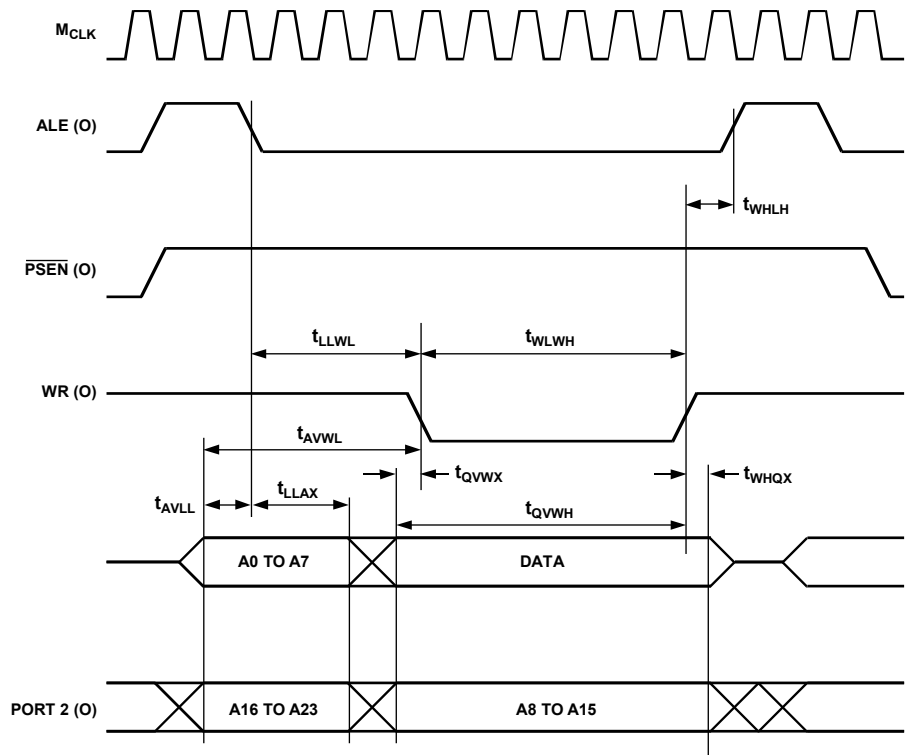 MCLK
ALE (O)
tWHLH
PSEN (O)
tLLWL
tWLWH
WR (O)
tAVWL
tQVWX
tWHQX
tAVLL
tLLAX
tQVWH
A0 TO A7
DATA
PORT 2 (O)
A16 TO A23
A8 TO A15